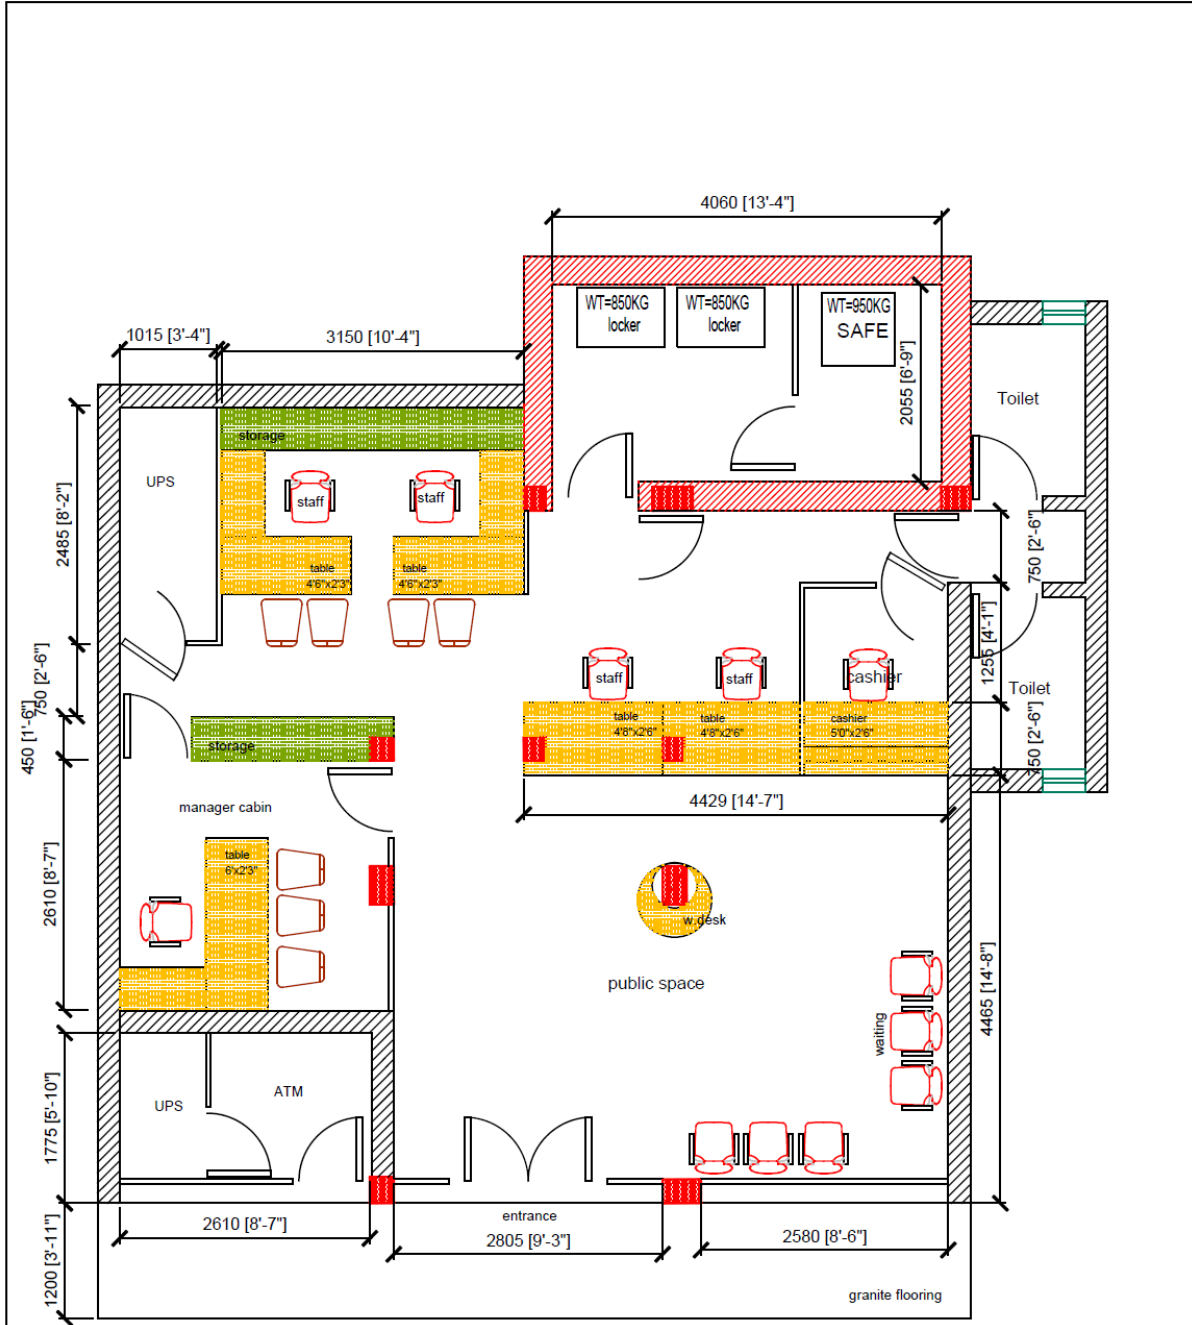 4060 [13'-4"]
WT=850KG
locker
WT=850KG
locker
WT=950KG
SAFE
2055 [6'-9"]
1015 [3'-4"]
3150 [10'-4"]
Toilet
storage
UPS
staff
staff
2485 [8'-2"]
table
4'6"x2'3"
table
4'6"x2'3"
750 [2'-6"]
1255 [4'-1"]
750 [2'-6"]
staff
staff
cashier
Toilet
450 [1'-6"]
storage
table
4'8"x2'6"
table
4'8"x2'6"
cashier
5'0"x2'6"
750 [2'-6"]
manager cabin
4429 [14'-7"]
table
6'x2'3"
2610 [8'-7"]
w.desk
public space
waiting
4465 [14'-8"]
UPS
ATM
1775 [5'-10"]
entrance
2610 [8'-7"]
2805 [9'-3"]
2580 [8'-6"]
1200 [3'-11"]
granite flooring